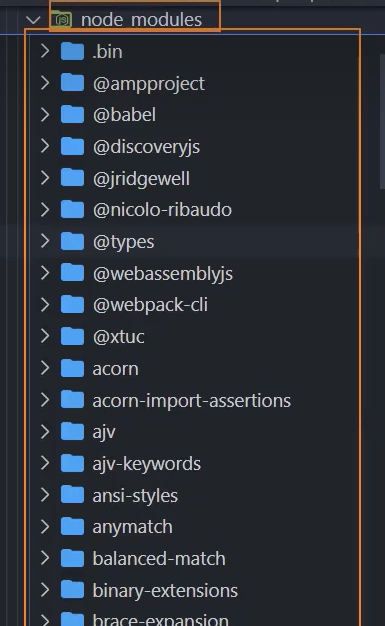 node_modules
.bin
@ampproject
@babel
@discoveryjs
@jridgewell
@nicolo-ribaudo
@types
@webassemblyjs
@webpack-cli
@xtuc
acorn
acorn-import-assertions
ajv
ajv-keywords
ansi-styles
anymatch
balanced-match
binary-extensions
brace-expansion